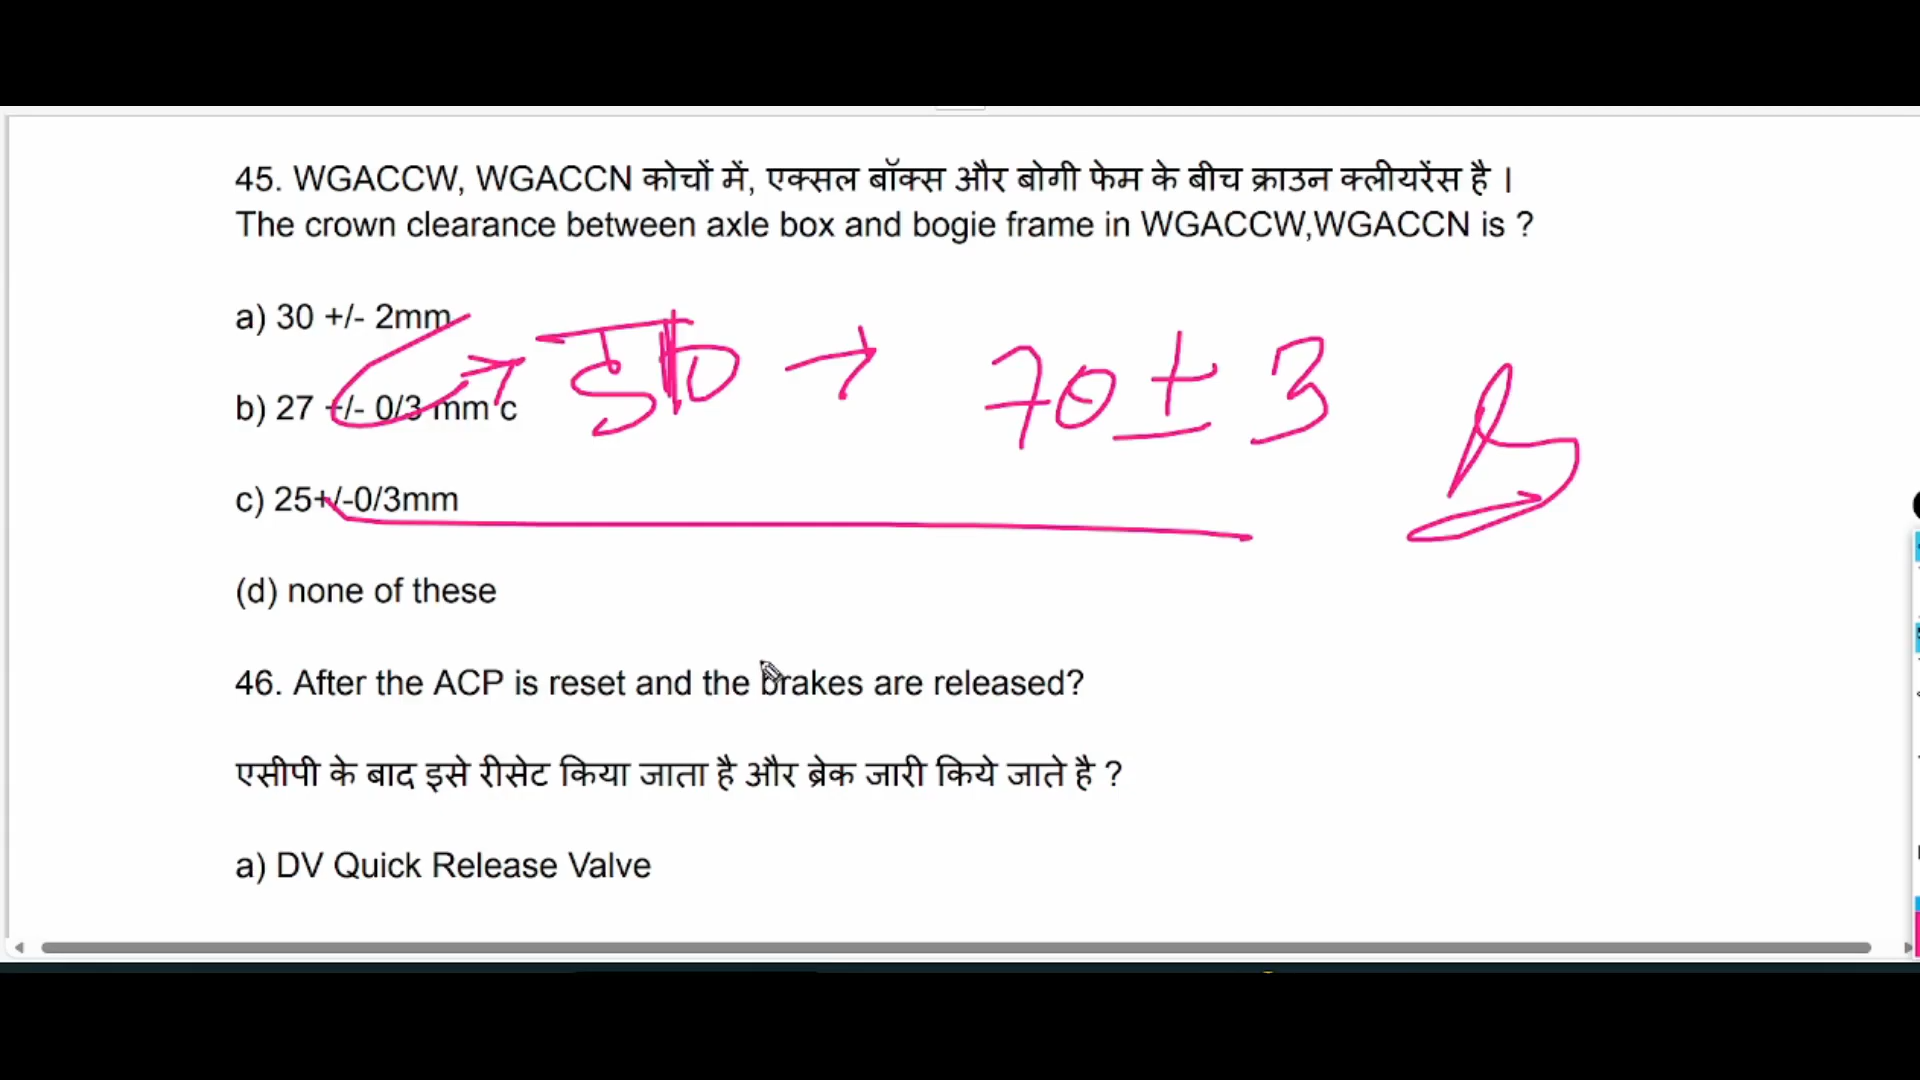 45. WGACCW, WGACCN कोचों में, एक्सल बॉक्स और बोगी फेम के बीच क्राउन क्लीयरेंस है ।
The crown clearance between axle box and bogie frame in WGACCW,WGACCN is ?
a) 30 +/- 2mm
70 ± 3
b) 27 +/- 0/3 mm c
c) 25+/-0/3mm
(d) none of these
46. After the ACP is reset and the brakes are released?
एसीपी के बाद इसे रीसेट किया जाता है और ब्रेक जारी किये जाते है ?
a) DV Quick Release Valve